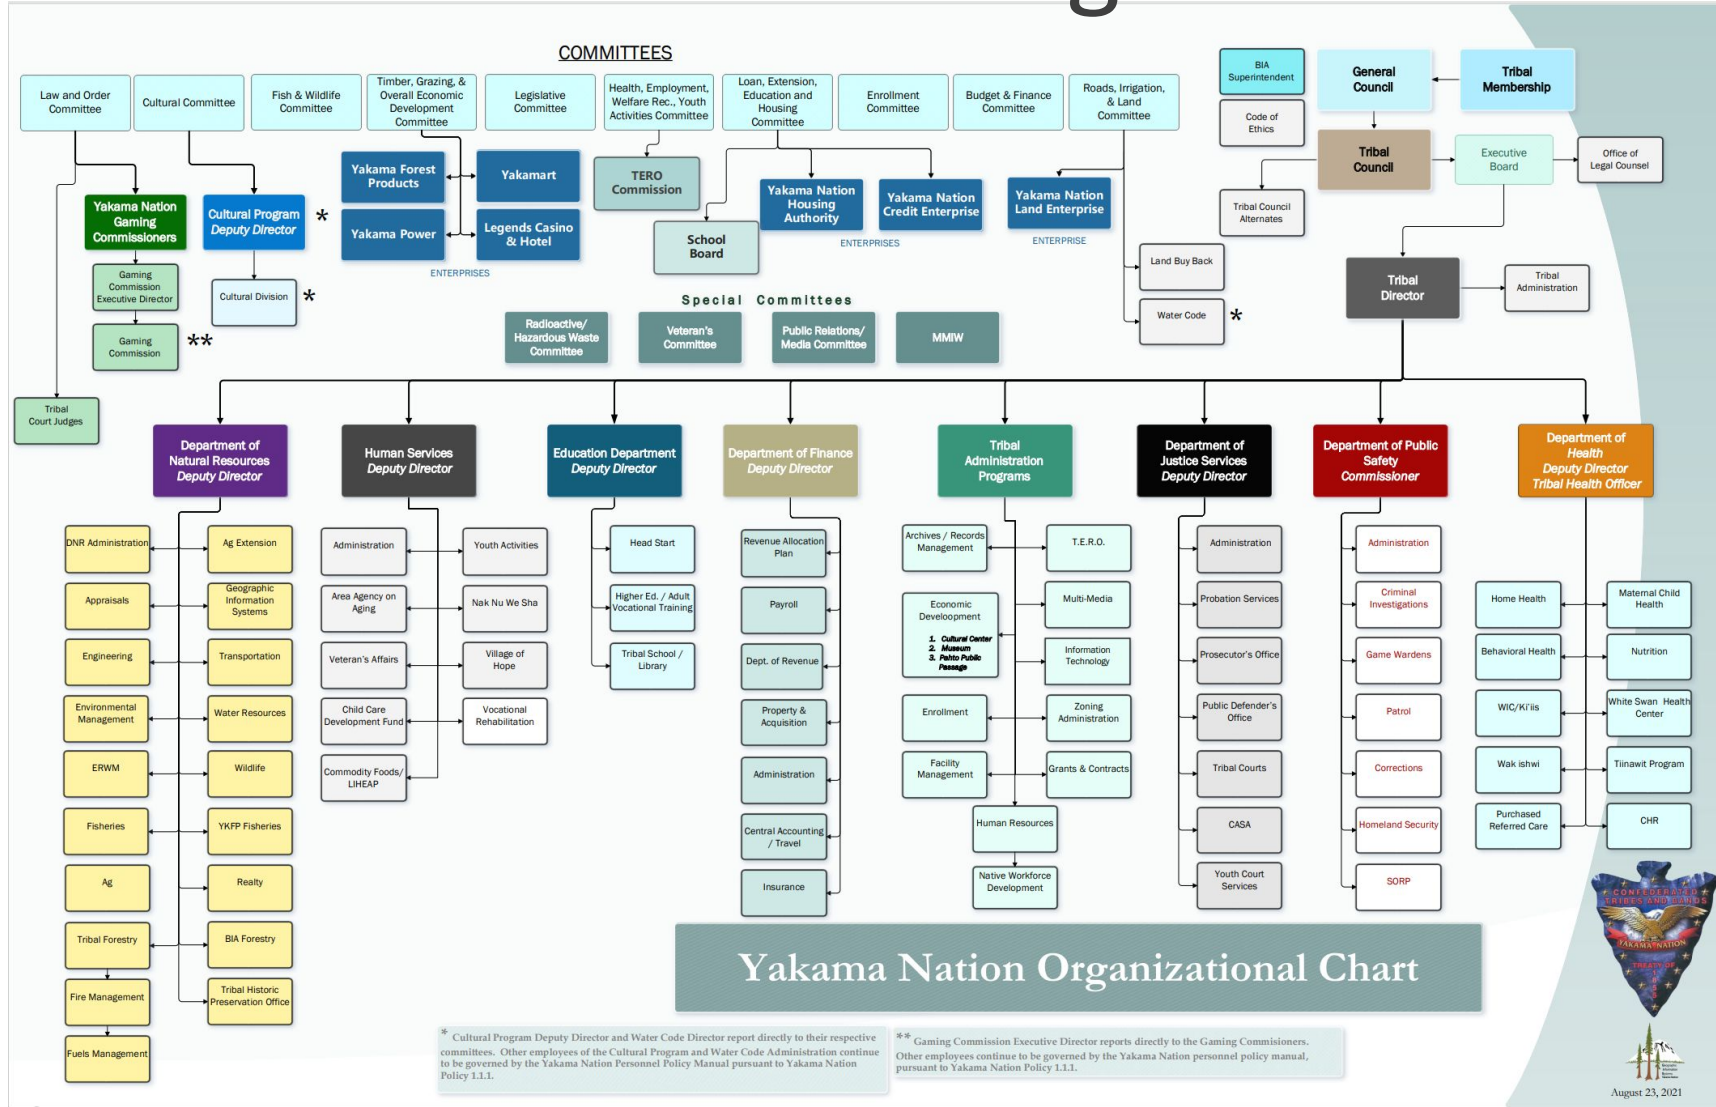 g
COMMITTEES
Law and Order
Committee
Cultural Committee
Fish & Wildlife
Committee
Timber, Grazing, &
Overall Economic
Development
Committee
Legislative
Committee
Health, Employment,
Welfare Rec., Youth
Activities Committee
Loan, Extension,
Education and
Housing
Committee
Enrollment
Committee
Budget & Finance
Committee
Roads, Irrigation,
& Land
Committee
BIA
Superintendent
General
Council
Tribal
Membership
Code of
Ethics
Tribal
Council
Executive
Board
Office of
Legal Counsel
Tribal Council
Alternates
Tribal
Director
Tribal
Administration
Yakama Nation
Gaming
Commissioners
Cultural Program
Deputy Director
*
Yakama Forest
Products
Yakamart
Yakama Power
Legends Casino
& Hotel
ENTERPRISES
TERO
Commission
School
Board
Yakama Nation
Housing
Authority
Yakama Nation
Credit Enterprise
ENTERPRISES
Yakama Nation
Land Enterprise
ENTERPRISE
Land Buy Back
Water Code
*
Gaming
Commission
Executive Director
Cultural Division
*
Gaming
Commission
**
Tribal
Court Judges
Special Committees
Radioactive/
Hazardous Waste
Committee
Veteran's
Committee
Public Relations/
Media Committee
MMIW
Department of
Natural Resources
Deputy Director
Human Services
Deputy Director
Education Department
Deputy Director
Department of Finance
Deputy Director
Tribal
Administration
Programs
Department of
Justice Services
Deputy Director
Department of Public
Safety
Commissioner
Department of
Health
Deputy Director
Tribal Health Officer
DNR Administration
Ag Extension
Appraisals
Geographic
Information
Systems
Engineering
Transportation
Environmental
Management
Water Resources
ERWM
Wildlife
Fisheries
YKFP Fisheries
Ag
Realty
Tribal Forestry
BIA Forestry
Fire Management
Tribal Historic
Preservation Office
Fuels Management
Administration
Youth Activities
Area Agency on
Aging
Nak Nu We Sha
Veteran's Affairs
Village of
Hope
Child Care
Development Fund
Vocational
Rehabilitation
Commodity Foods/
LIHEAP
Head Start
Higher Ed. / Adult
Vocational Training
Tribal School /
Library
Revenue Allocation
Plan
Payroll
Dept. of Revenue
Property &
Acquisition
Administration
Central Accounting
/ Travel
Insurance
Archives / Records
Management
T.E.R.O.
Economic
Develoopment
1. Cultural Center
2. Museum
3. Pahto Public
Passage
Multi-Media
Information
Technology
Enrollment
Zoning
Administration
Facility
Management
Grants & Contracts
Human Resources
Native Workforce
Development
Administration
Probation Services
Prosecutor's Office
Public Defender's
Office
Tribal Courts
CASA
Youth Court
Services
Administration
Criminal
Investigations
Game Wardens
Patrol
Corrections
Homeland Security
SORP
Home Health
Maternal Child
Health
Behavioral Health
Nutrition
WIC/Ki'iis
White Swan Health
Center
Wak ishwi
Tiinawit Program
Purchased
Referred Care
CHR
Yakama Nation Organizational Chart
* Cultural Program Deputy Director and Water Code Director report directly to their respective
committees. Other employees of the Cultural Program and Water Code Administration continue
to be governed by the Yakama Nation Personnel Policy Manual pursuant to Yakama Nation
Policy 1.1.1.
** Gaming Commission Executive Director reports directly to the Gaming Commisioners.
Other employees continue to be governed by the Yakama Nation personnel policy manual,
pursuant to Yakama Nation Policy 1.1.1.
CONFEDERATED
TRIBES AND BANDS
YAKAMA NATION
TREATY OF
1855
August 23, 2021